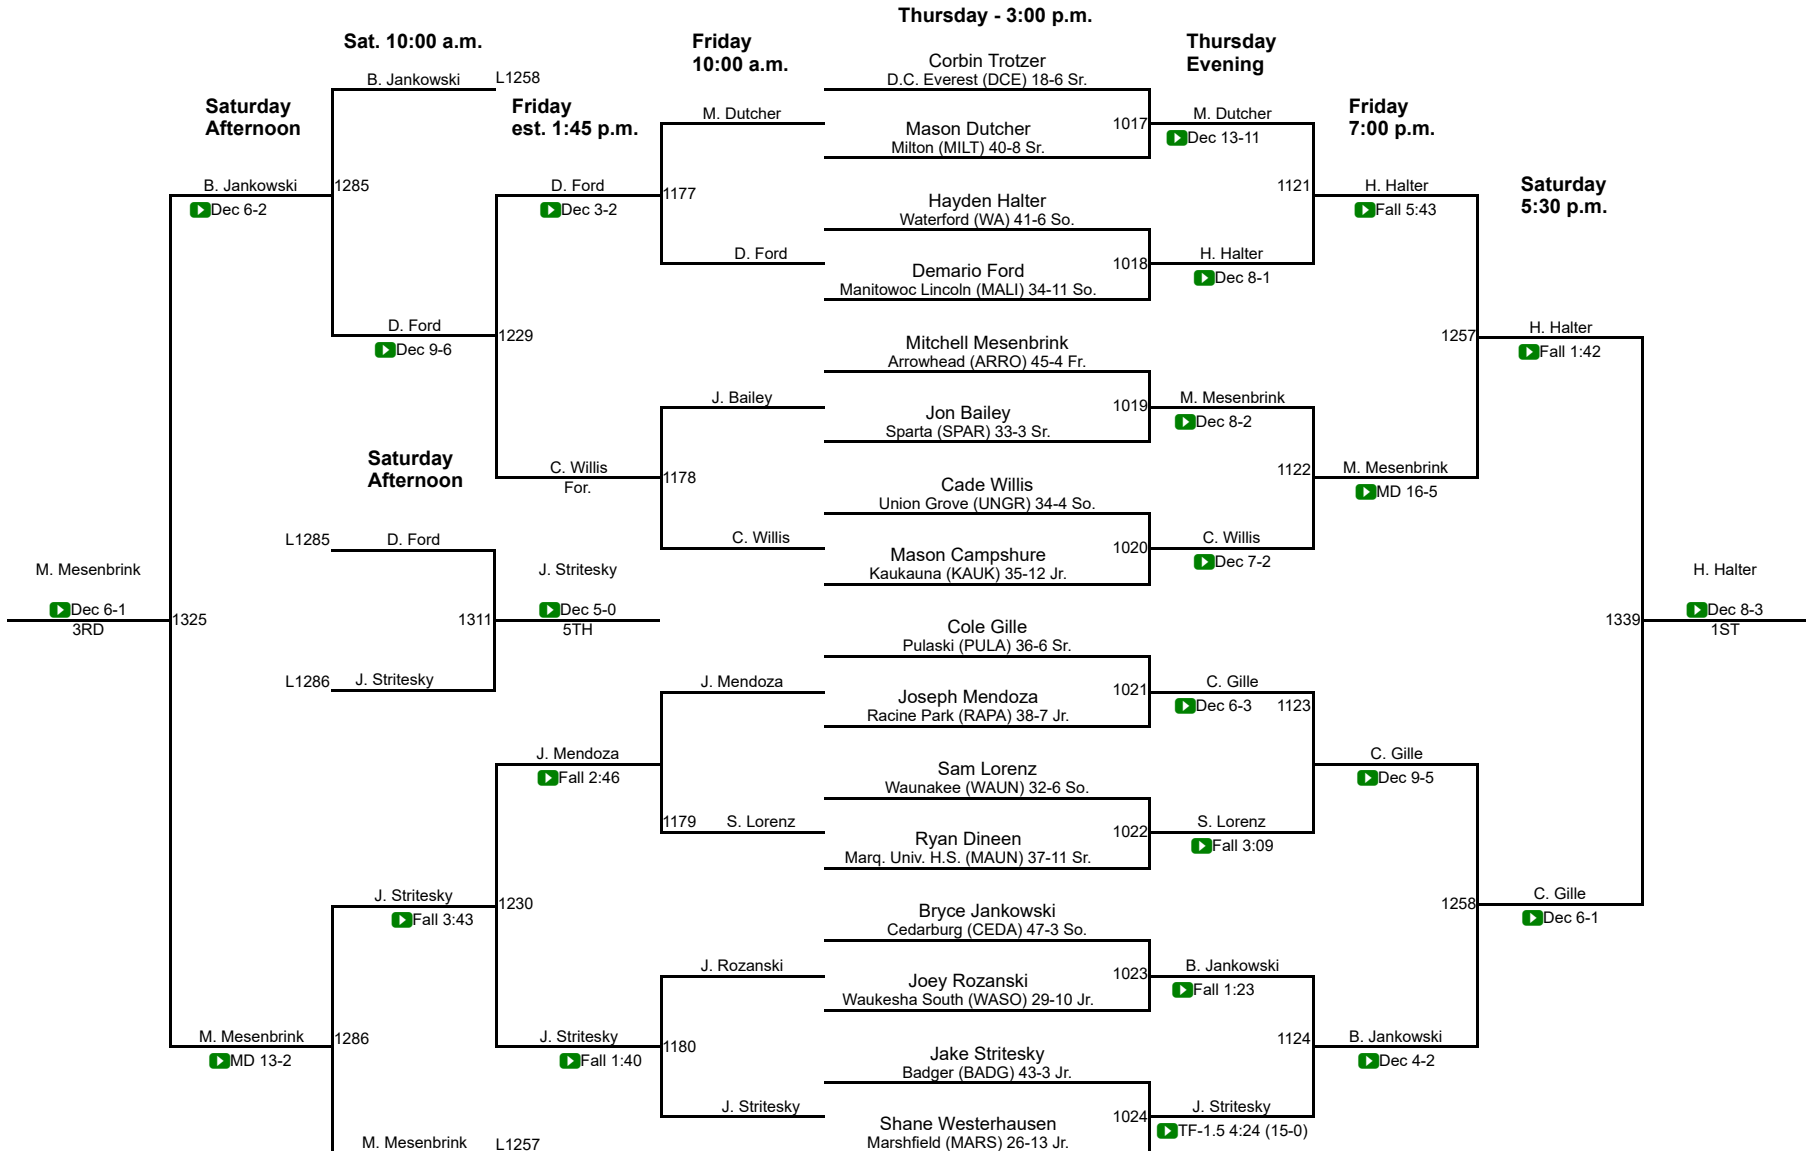 Thursday - 3:00 p.m.
Sat. 10:00 a.m.
Friday
10:00 a.m.
Thursday
Evening
Corbin Trotzer
D.C. Everest (DCE) 18-6 Sr.
B. Jankowski
L1258
Saturday
Afternoon
Friday
est. 1:45 p.m.
Friday
7:00 p.m.
M. Dutcher
Mason Dutcher
Milton (MILT) 40-8 Sr.
1017
M. Dutcher
Dec 13-11
B. Jankowski
Dec 6-2
1285
D. Ford
Dec 3-2
1177
Hayden Halter
Waterford (WA) 41-6 So.
1121
H. Halter
Fall 5:43
Saturday
5:30 p.m.
D. Ford
Demario Ford
Manitowoc Lincoln (MALI) 34-11 So.
1018
H. Halter
Dec 8-1
D. Ford
Dec 9-6
1229
Mitchell Mesenbrink
Arrowhead (ARRO) 45-4 Fr.
1257
H. Halter
Fall 1:42
J. Bailey
Jon Bailey
Sparta (SPAR) 33-3 Sr.
1019
M. Mesenbrink
Dec 8-2
Saturday
Afternoon
C. Willis
For.
1178
Cade Willis
Union Grove (UNGR) 34-4 So.
1122
M. Mesenbrink
MD 16-5
L1285
D. Ford
C. Willis
Mason Campshure
Kaukauna (KAUK) 35-12 Jr.
1020
C. Willis
Dec 7-2
M. Mesenbrink
Dec 6-1
3RD
1325
1311
J. Stritesky
Dec 5-0
5TH
Cole Gille
Pulaski (PULA) 36-6 Sr.
1339
H. Halter
Dec 8-3
1ST
L1286
J. Stritesky
J. Mendoza
Joseph Mendoza
Racine Park (RAPA) 38-7 Jr.
1021
C. Gille
Dec 6-3
1123
J. Mendoza
Fall 2:46
Sam Lorenz
Waunakee (WAUN) 32-6 So.
C. Gille
Dec 9-5
1179
S. Lorenz
Ryan Dineen
Marq. Univ. H.S. (MAUN) 37-11 Sr.
1022
S. Lorenz
Fall 3:09
J. Stritesky
Fall 3:43
1230
Bryce Jankowski
Cedarburg (CEDA) 47-3 So.
1258
C. Gille
Dec 6-1
J. Rozanski
Joey Rozanski
Waukesha South (WASO) 29-10 Jr.
1023
B. Jankowski
Fall 1:23
M. Mesenbrink
MD 13-2
1286
J. Stritesky
Fall 1:40
1180
Jake Stritesky
Badger (BADG) 43-3 Jr.
1124
B. Jankowski
Dec 4-2
J. Stritesky
Shane Westerhausen
Marshfield (MARS) 26-13 Jr.
1024
J. Stritesky
TF-1.5 4:24 (15-0)
M. Mesenbrink
L1257